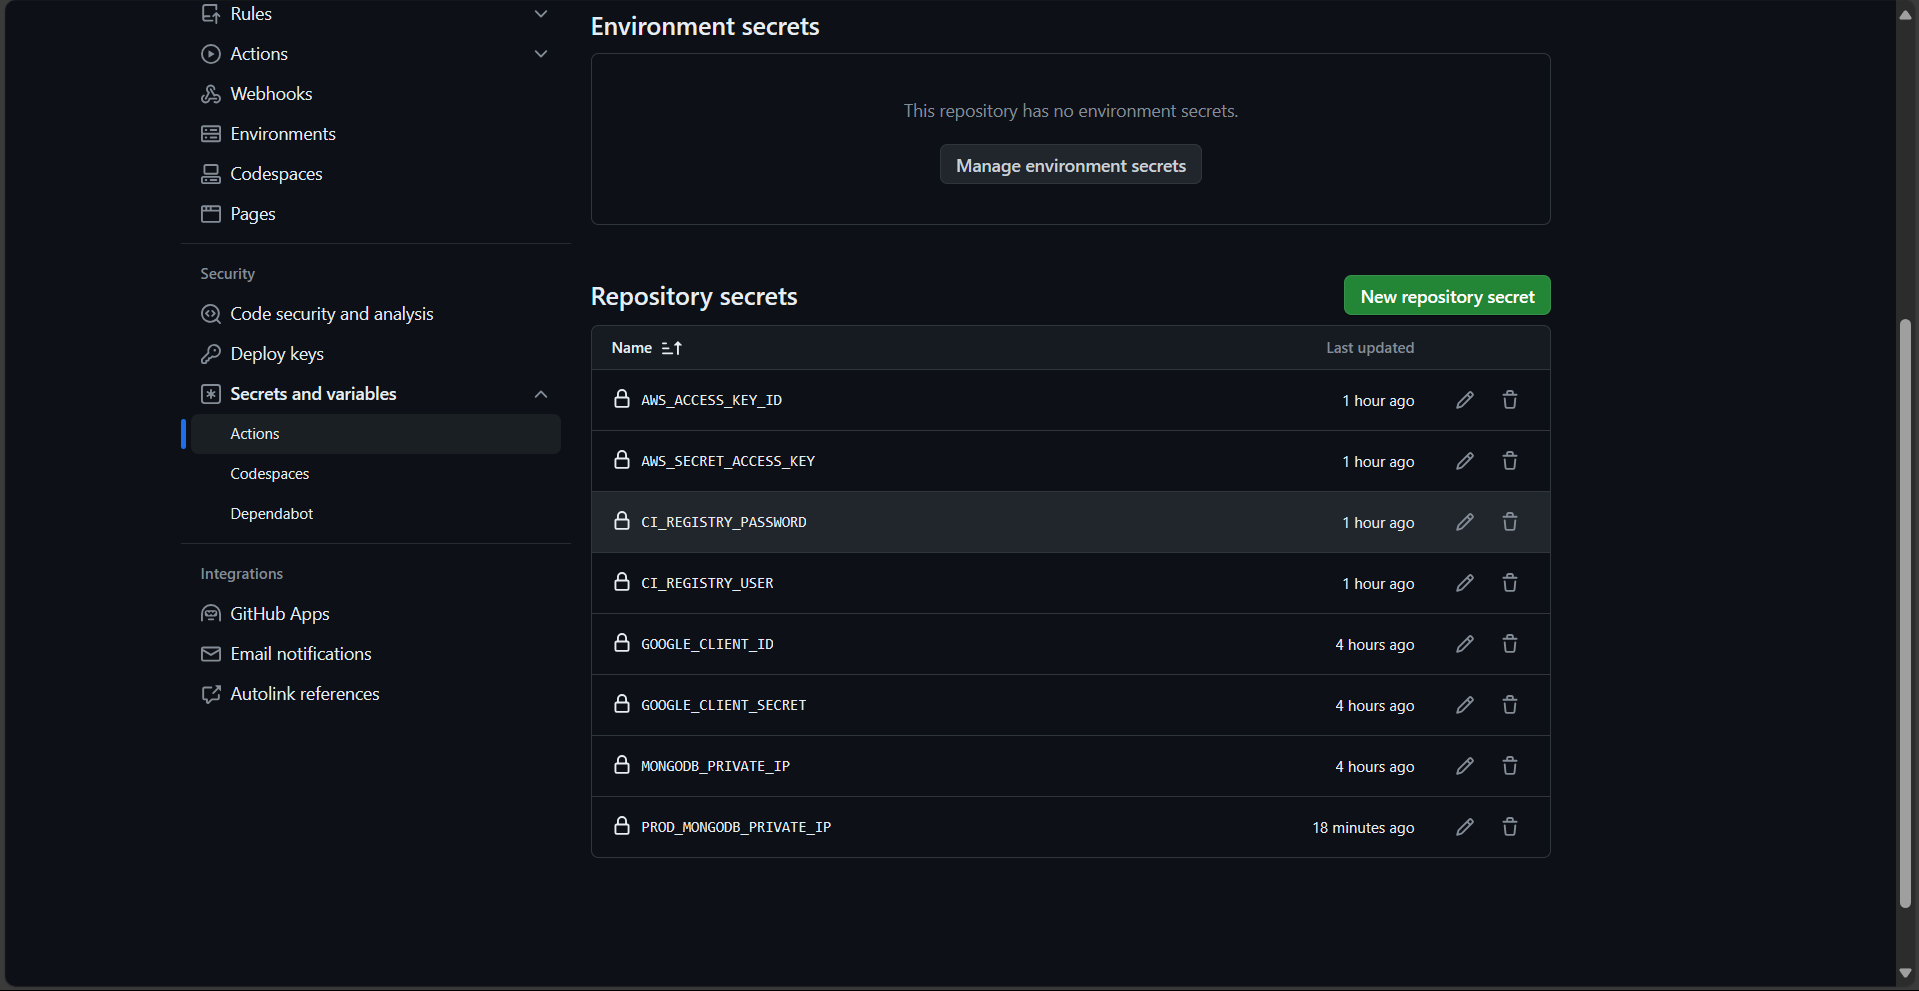 Rules
Actions
Webhooks
Environments
Codespaces
Pages
Security
Code security and analysis
Deploy keys
Secrets and variables
Actions
Codespaces
Dependabot
Integrations
GitHub Apps
Email notifications
Autolink references
Environment secrets
This repository has no environment secrets.
Manage environment secrets
Repository secrets
New repository secret
Name Last updated
AWS_ACCESS_KEY_ID 1 hour ago
AWS_SECRET_ACCESS_KEY 1 hour ago
CI_REGISTRY_PASSWORD 1 hour ago
CI_REGISTRY_USER 1 hour ago
GOOGLE_CLIENT_ID 4 hours ago
GOOGLE_CLIENT_SECRET 4 hours ago
MONGODB_PRIVATE_IP 4 hours ago
PROD_MONGODB_PRIVATE_IP 18 minutes ago